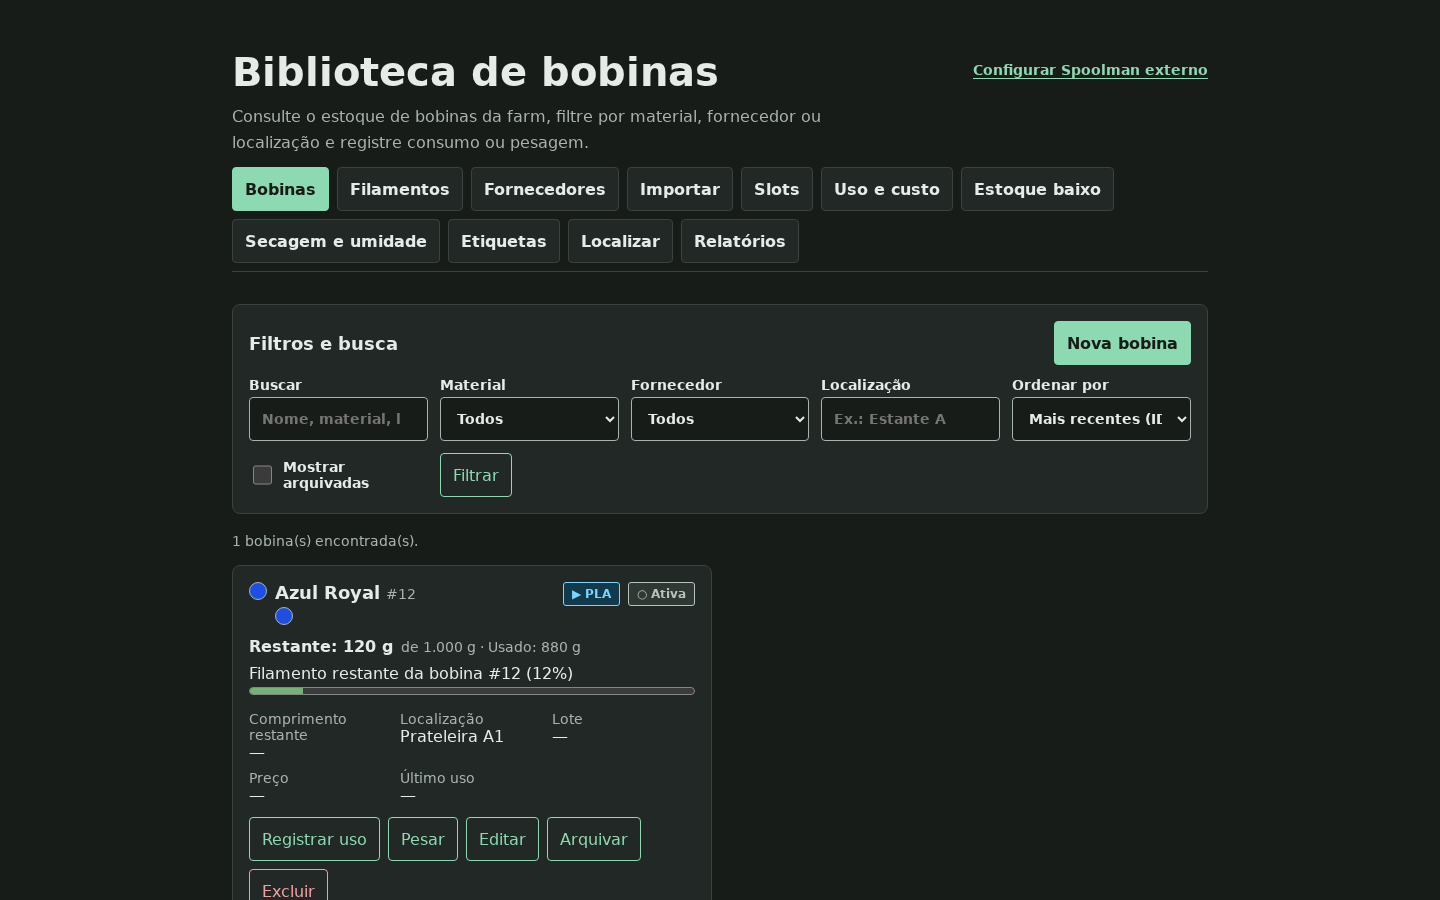 Biblioteca de bobinas
Configurar Spoolman externo
Consulte o estoque de bobinas da farm, filtre por material, fornecedor ou
localização e registre consumo ou pesagem.
Bobinas Filamentos Fornecedores Importar Slots Uso e custo Estoque baixo
Secagem e umidade Etiquetas Localizar Relatórios
Filtros e busca
Nova bobina
Buscar Material Fornecedor Localização Ordenar por
Nome, material, l Todos Todos Ex.: Estante A Mais recentes (ID
Mostrar
arquivadas
Filtrar
1 bobina(s) encontrada(s).
Azul Royal #12 ▶ PLA ○ Ativa
Restante: 120 g de 1.000 g · Usado: 880 g
Filamento restante da bobina #12 (12%)
Comprimento
restante
—
Localização
Prateleira A1
Lote
—
Preço
—
Último uso
—
Registrar uso Pesar Editar Arquivar
Excluir